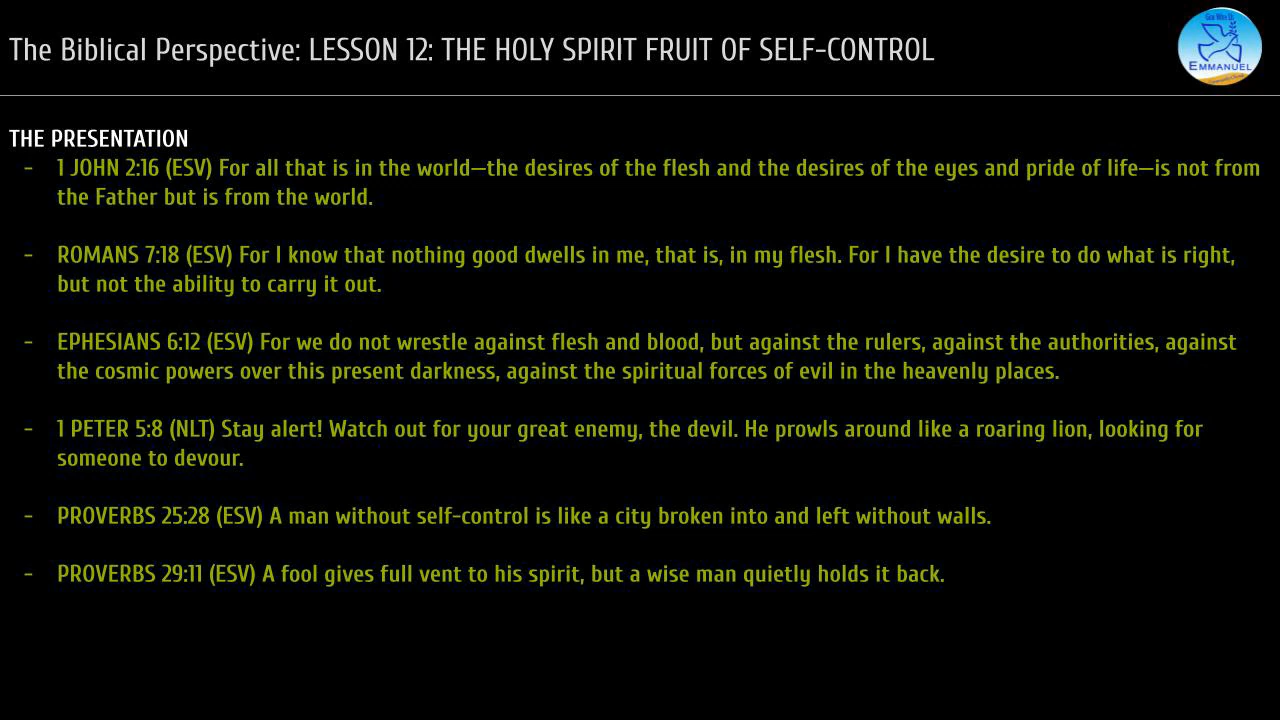 The Biblical Perspective: LESSON 12: THE HOLY SPIRIT FRUIT OF SELF-CONTROL
God With Us
EMMANUEL
THE PRESENTATION
- 1 JOHN 2:16 (ESV) For all that is in the world—the desires of the flesh and the desires of the eyes and pride of life—is not from
the Father but is from the world.
- ROMANS 7:18 (ESV) For I know that nothing good dwells in me, that is, in my flesh. For I have the desire to do what is right,
but not the ability to carry it out.
- EPHESIANS 6:12 (ESV) For we do not wrestle against flesh and blood, but against the rulers, against the authorities, against
the cosmic powers over this present darkness, against the spiritual forces of evil in the heavenly places.
- 1 PETER 5:8 (NLT) Stay alert! Watch out for your great enemy, the devil. He prowls around like a roaring lion, looking for
someone to devour.
- PROVERBS 25:28 (ESV) A man without self-control is like a city broken into and left without walls.
- PROVERBS 29:11 (ESV) A fool gives full vent to his spirit, but a wise man quietly holds it back.